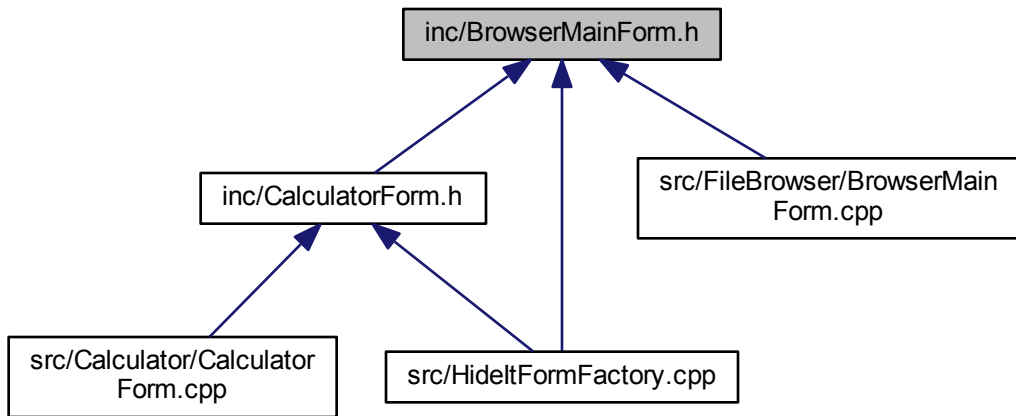 inc/BrowserMainForm.h
inc/CalculatorForm.h
src/FileBrowser/BrowserMain
Form.cpp
src/Calculator/Calculator
Form.cpp
src/HideItFormFactory.cpp